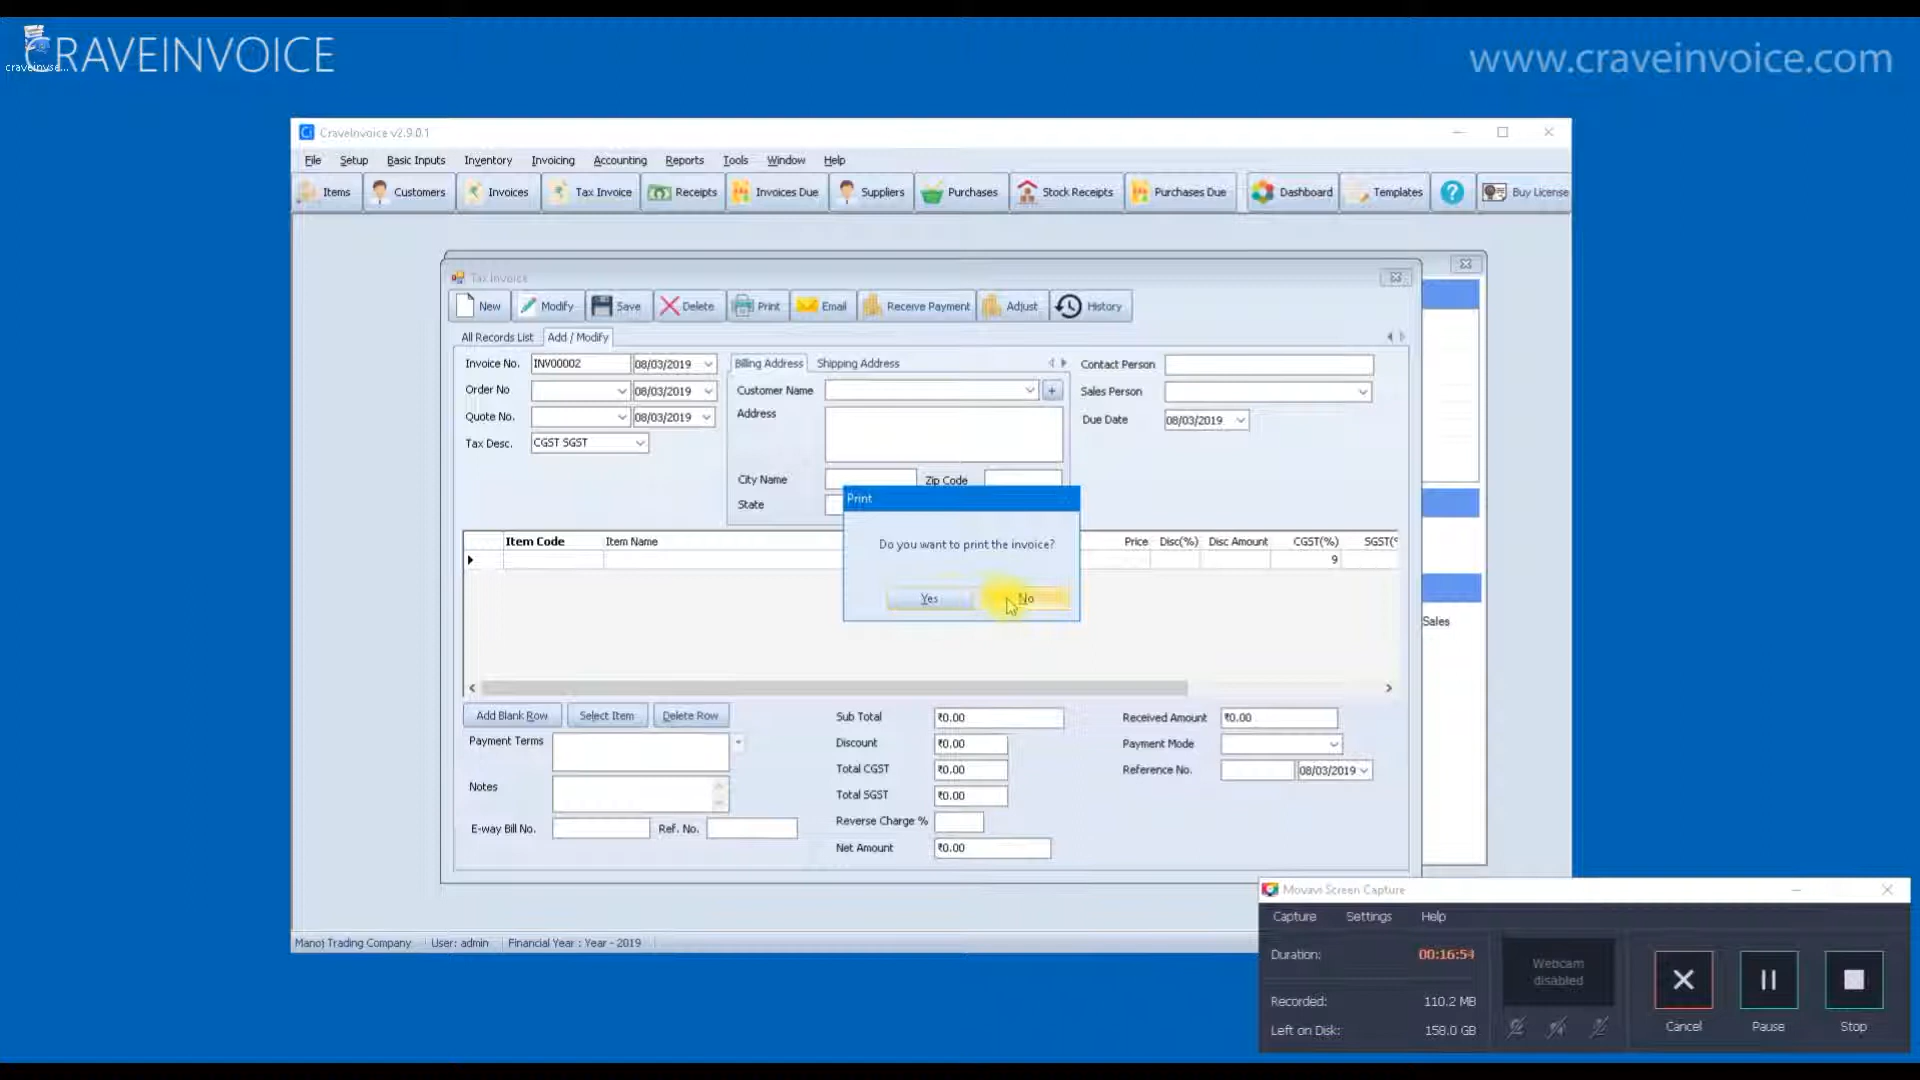 CRAVEINVOICE
craveinvse...
www.craveinvoice.com
CraveInvoice v2.9.0.1
File Setup Basic Inputs Inventory Invoicing Accounting Reports Tools Window Help
Items Customers Invoices Tax Invoice Receipts Invoices Due Suppliers Purchases Stock Receipts Purchases Due Dashboard Templates ? Buy License
Tax Invoice
New Modify Save Delete Print Email Receive Payment Adjust History
All Records List Add / Modify
Invoice No. INV00002 08/03/2019 Billing Address Shipping Address Contact Person
Order No 08/03/2019 Customer Name + Sales Person
Quote No. 08/03/2019 Address Due Date 08/03/2019
Tax Desc. CGST SGST
City Name Zip Code
State
Print
Do you want to print the invoice?
Yes No
Item Code Item Name Price Disc(%) Disc Amount CGST(%) SGST(%
9
Sales
Add Blank Row Select Item Delete Row Sub Total ₹0.00 Received Amount ₹0.00
Payment Terms Discount ₹0.00 Payment Mode
Total CGST ₹0.00 Reference No. 08/03/2019
Notes Total SGST ₹0.00
E-way Bill No. Ref. No. Reverse Charge %
Net Amount ₹0.00
Manoj Trading Company User: admin Financial Year : Year - 2019
Movavi Screen Capture
Capture Settings Help
Duration: 00:16:54
Webcam disabled
Recorded: 110.2 MB
Left on Disk: 158.0 GB
Cancel Pause Stop